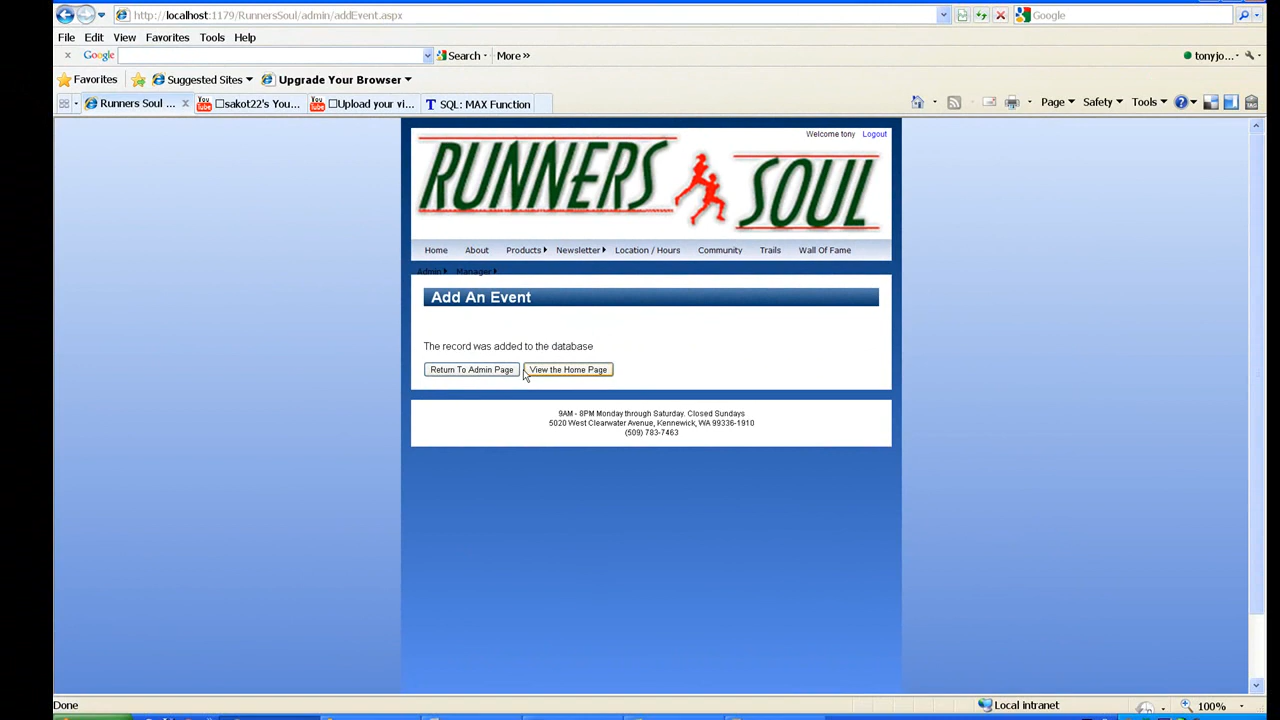 http://localhost:1179/RunnersSoul/admin/addEvent.aspx
Google
File Edit View Favorites Tools Help
x Google Search More » tonyjo...
Favorites Suggested Sites Upgrade Your Browser
Runners Soul ... x sakot22's You... Upload your vi... T SQL: MAX Function Page Safety Tools
Welcome tony Logout
RUNNERS SOUL
Home About Products Newsletter Location / Hours Community Trails Wall Of Fame
Admin Manager
Add An Event
The record was added to the database
Return To Admin Page View the Home Page
9AM - 8PM Monday through Saturday. Closed Sundays
5020 West Clearwater Avenue, Kennewick, WA 99336-1910
(509) 783-7463
Done Local intranet 100%